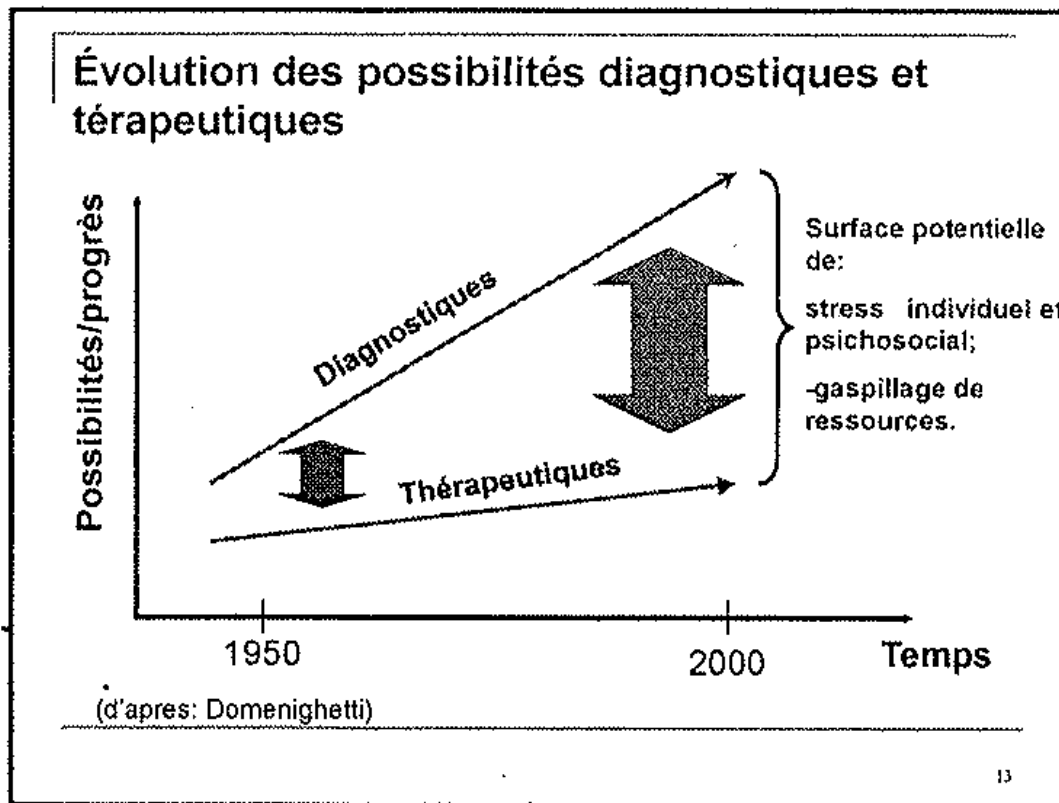 Évolution des possibilités diagnostiques et
térapeutiques
Possibilités/progrès
Diagnostiques
Thérapeutiques
Surface potentielle
de:
stress individuel et
psichosocial;
-gaspillage de
ressources.
1950
2000
Temps
(d'apres: Domenighetti)
13